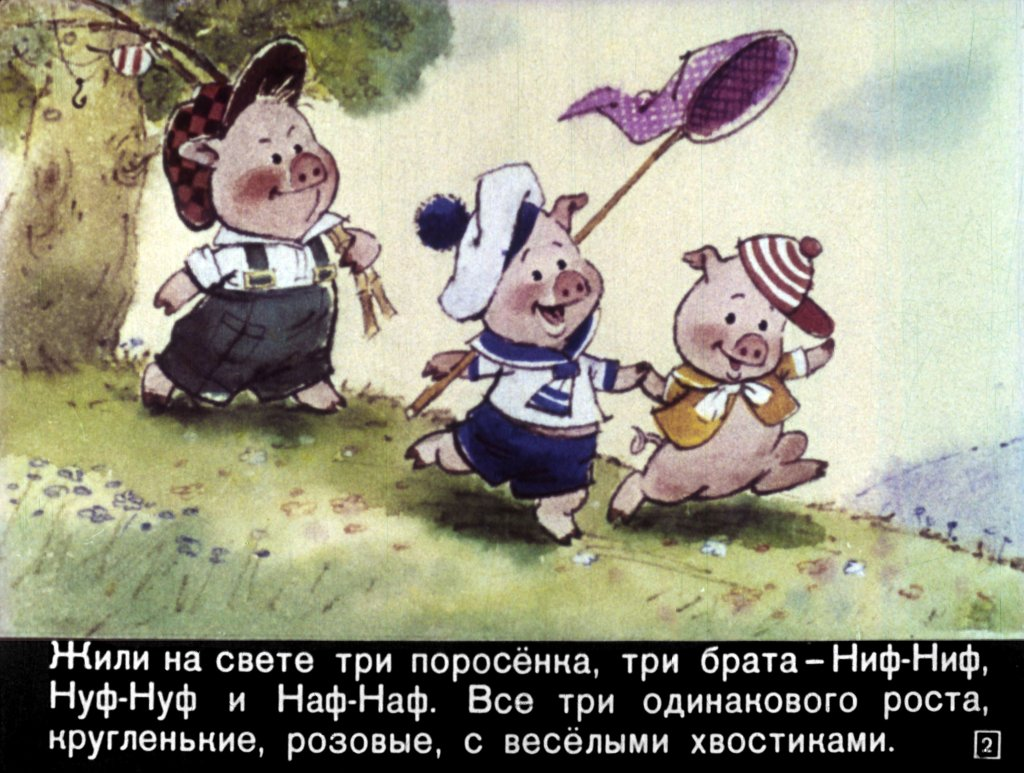 Жили на свете три поросёнка, три брата – Ниф-Ниф,
Нуф-Нуф и Наф-Наф. Все три одинакового роста,
кругленькие, розовые, с весёлыми хвостиками.
2